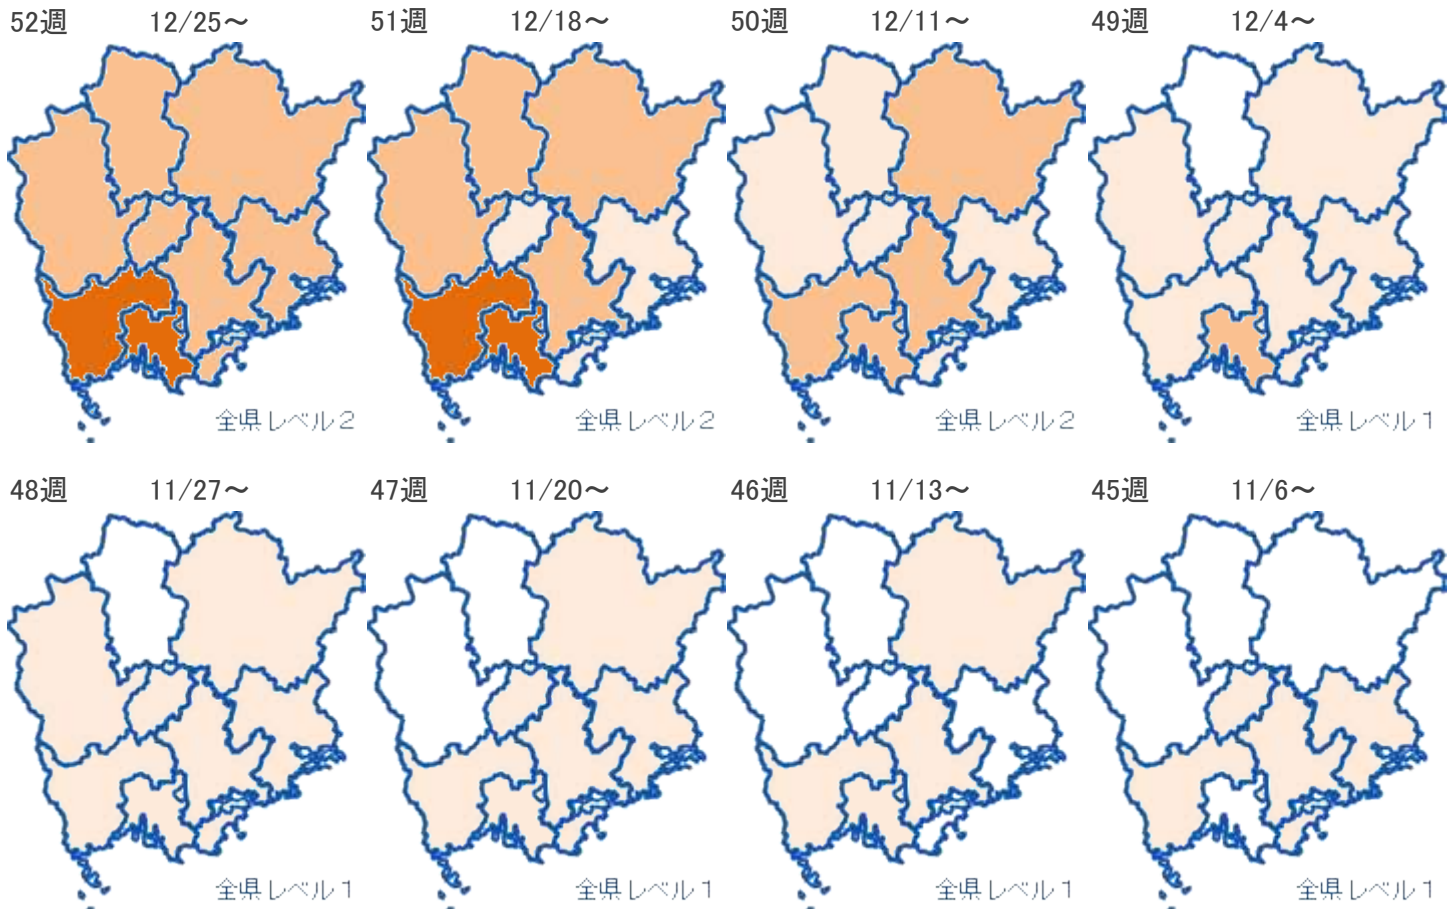 52週 12/25～
51週 12/18～
50週 12/11～
49週 12/4～
全県レベル２
全県レベル２
全県レベル２
全県レベル１
48週 11/27～
47週 11/20～
46週 11/13～
45週 11/6～
全県レベル１
全県レベル１
全県レベル１
全県レベル１